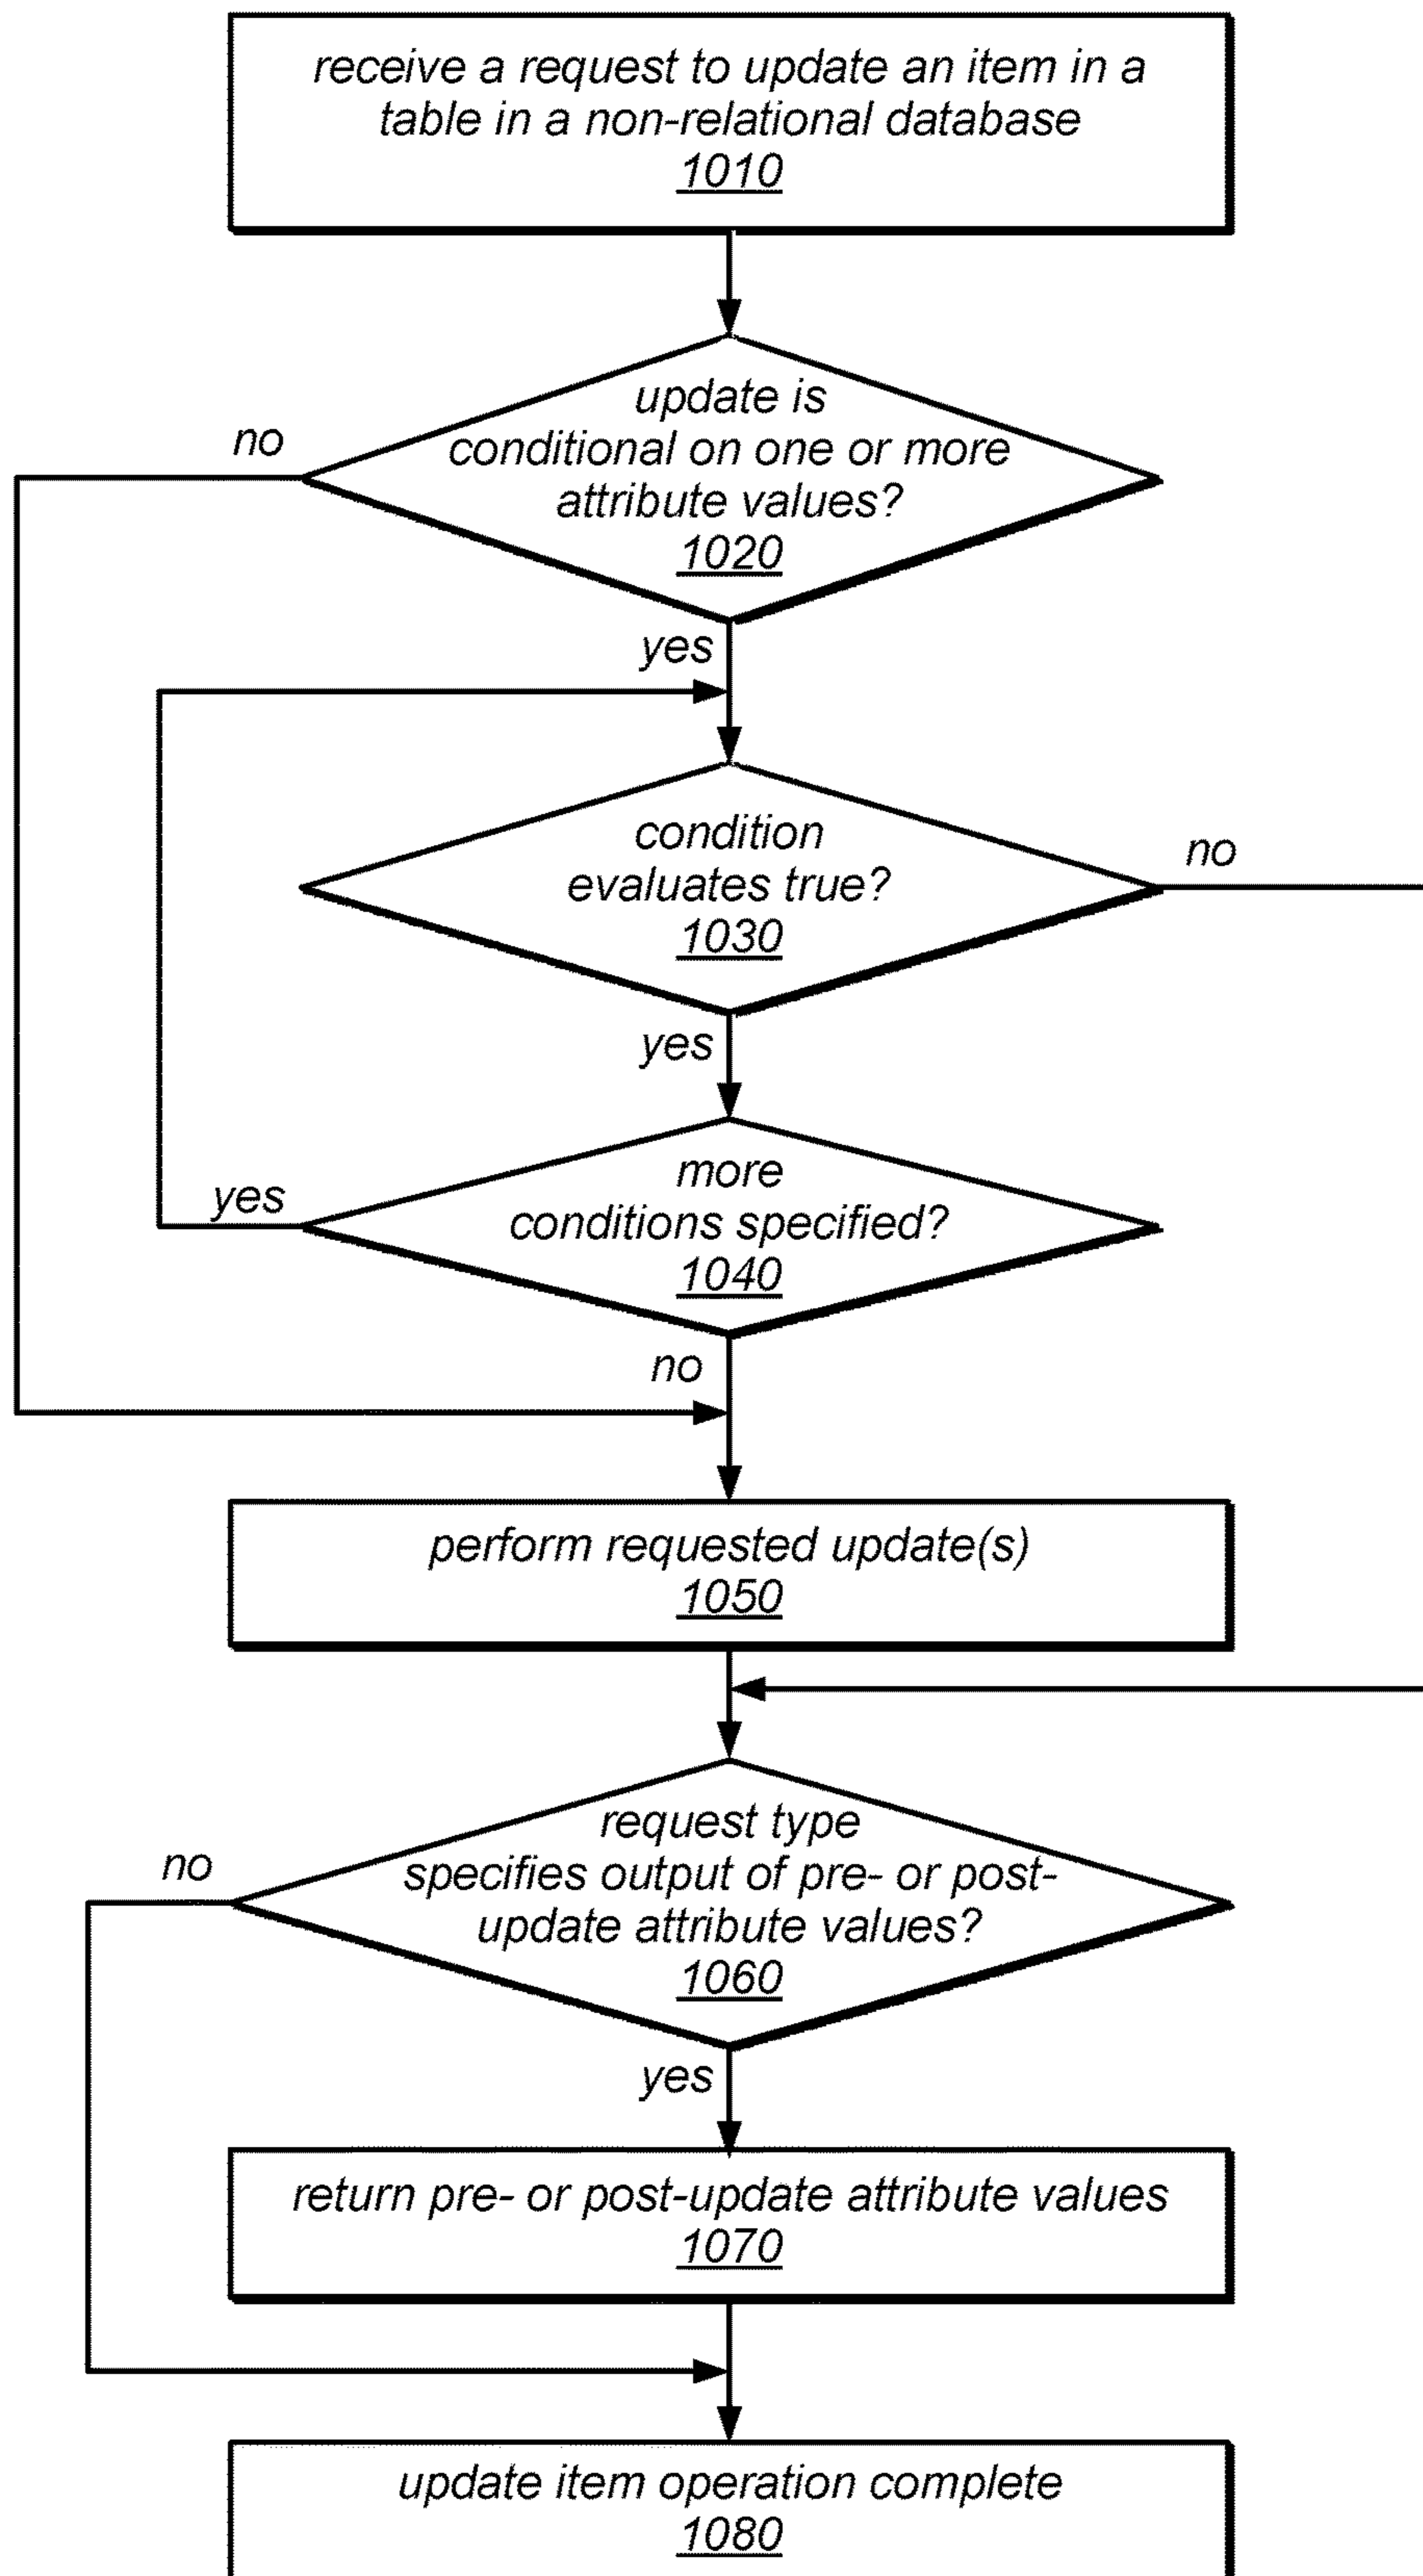 receive a request to update an item in a
table in a non-relational database
1010
update is
conditional on one or more
attribute values?
1020
no
yes
condition
evaluates true?
1030
no
yes
more
conditions specified?
1040
yes
no
perform requested update(s)
1050
request type
specifies output of pre- or post-
update attribute values?
1060
no
yes
return pre- or post-update attribute values
1070
update item operation complete
1080